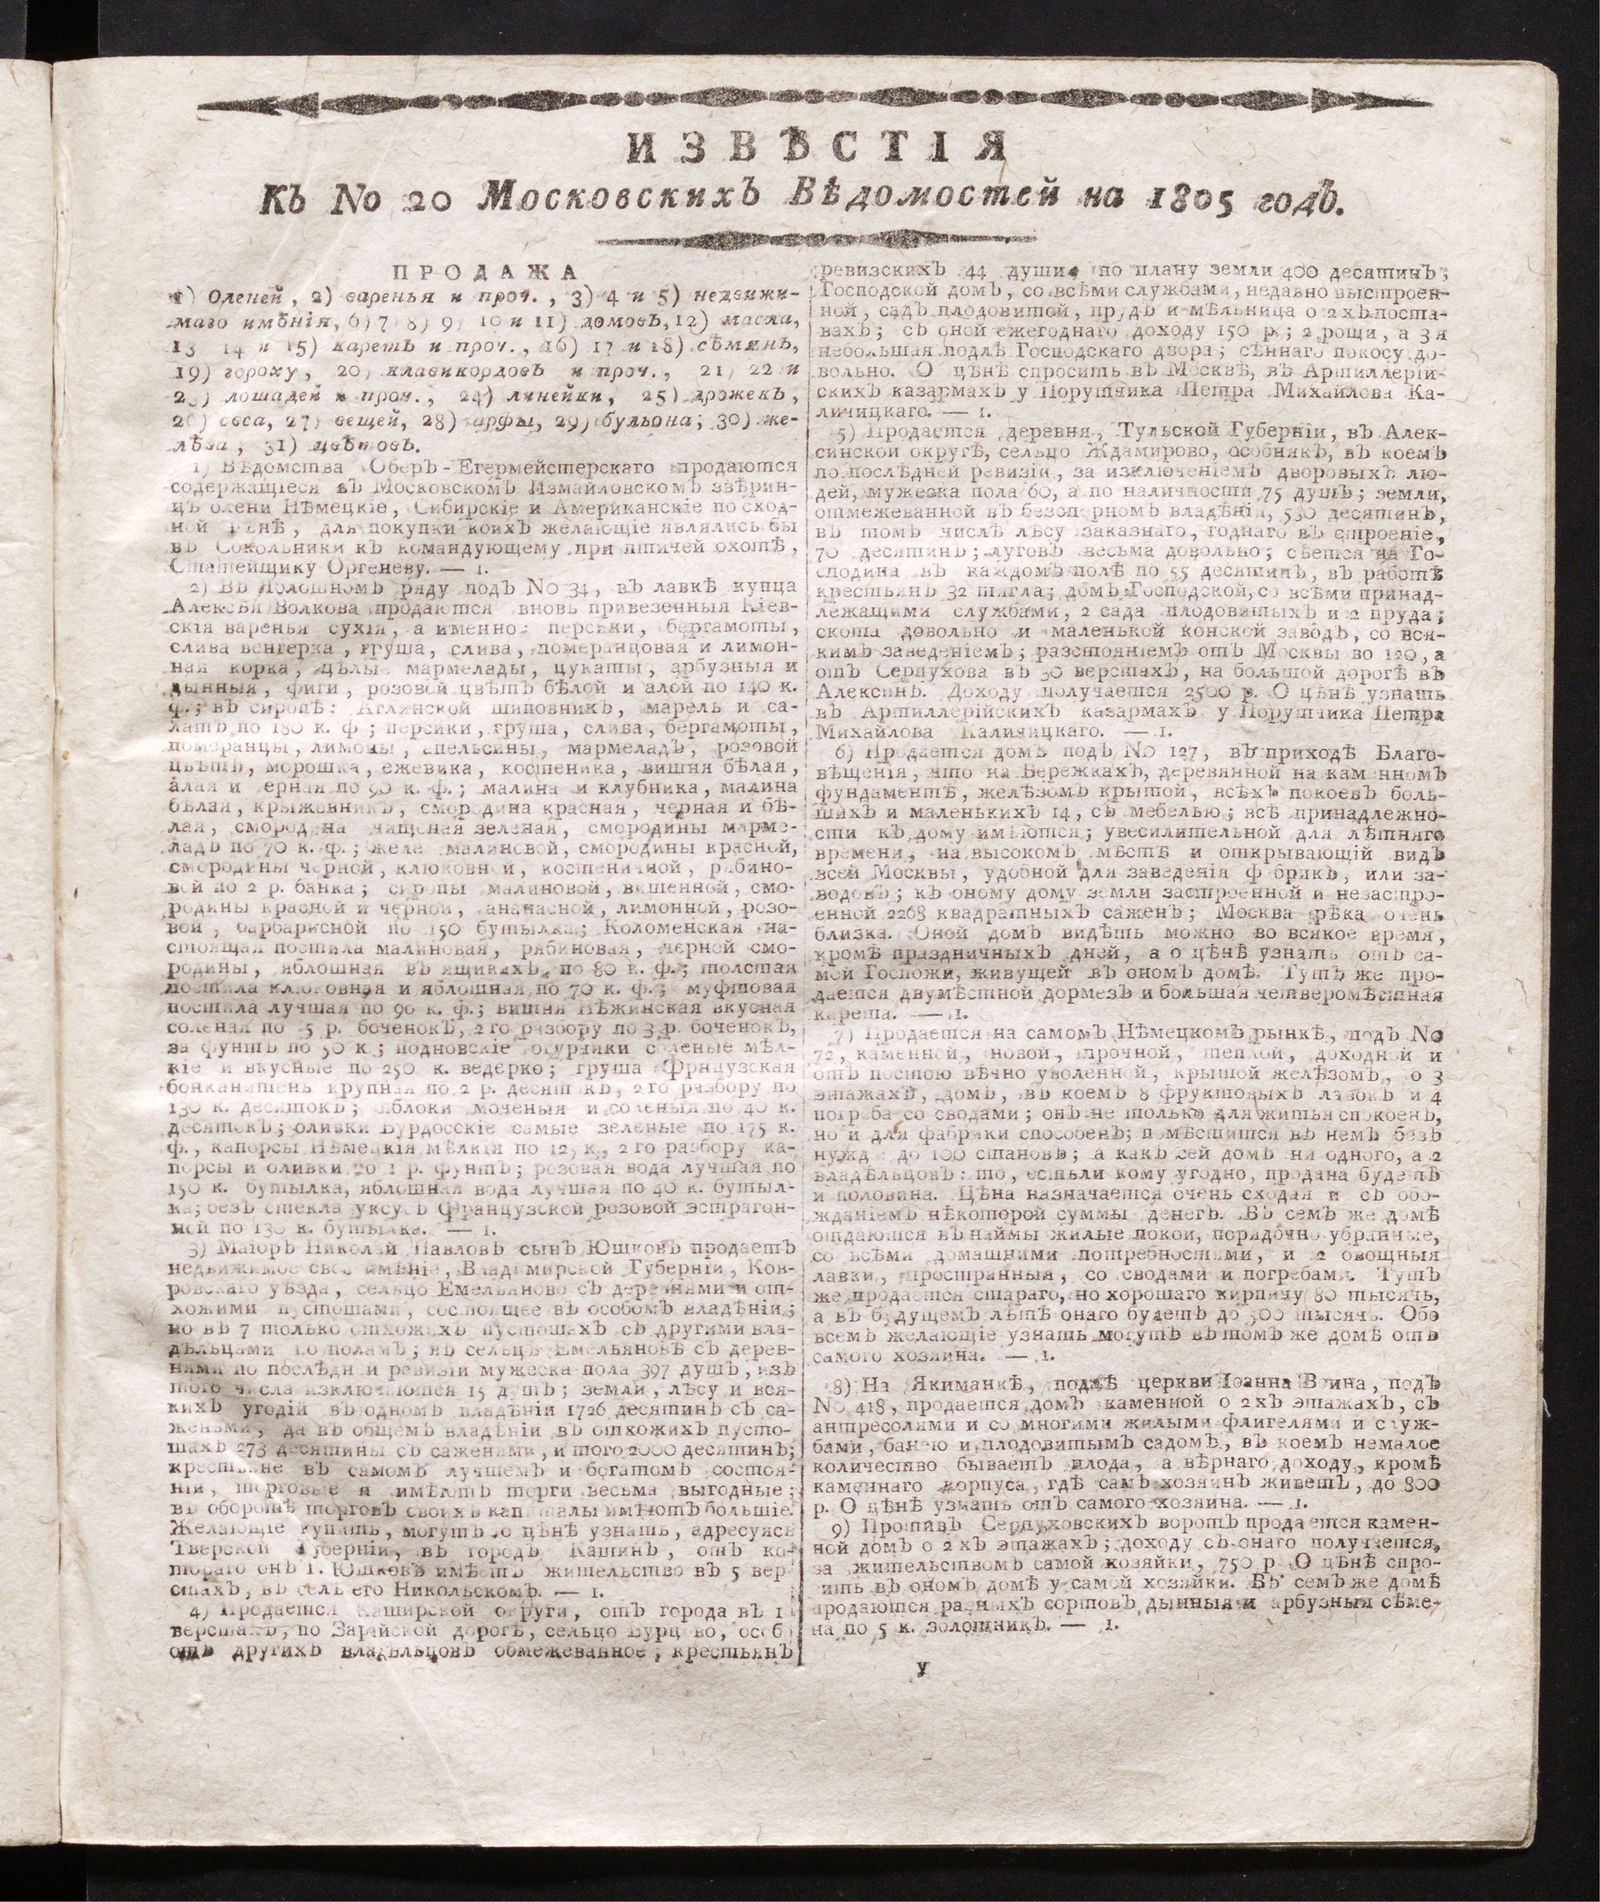 ИЗВѢСТІЯ
Къ No 20 Московскихъ Вѣдомостей на 1805 годъ.
ПРОДАЖА
1) Оленей, 2) варенья и проч., 3) 4 и 5) недвижи-
маго имѣнія, 6) 7) 8) 9) 10 и 11) домовъ, 12) масла,
13 14 и 15) каретъ и проч., 16) 17 и 18) сѣмянъ,
19) гороху, 20) клавикордовъ и проч., 21) 22 и
23) лошадей и проч., 24) линейки, 25) дрожекъ,
26) овса, 27) вещей, 28) арфы, 29) бульона; 30) же-
лѣза, 31) цвѣтовъ.
1) Вѣдомства Оберъ-Егермейстерскаго продаются
содержащіеся въ Московскомъ Измайловскомъ звѣрин-
цѣ олени Нѣмецкіе, Сибирскіе и Американскіе по сход-
ной цѣнѣ, для покупки коихъ желающіе являлись бы
въ Сокольники къ командующему при птичей охотѣ,
Статейщику Оргеневу. — 1.
2) Въ полошномъ ряду подъ No 34, въ лавкѣ купца
Алексѣя Волкова продаются вновь привезенныя Кіев-
скія варенья сухія, а именно: персики, бергамоты,
слива венгерка, груша, слива, померанцовая и лимон-
ная корка, цѣлые мармелады, цукаты, арбузныя и
дынныя, фиги, розовой цвѣтъ бѣлой и алой по 140 к.
ф.; въ сиропѣ: Аглинской шиповникъ, марель и са-
латъ по 180 к. ф.; персики, груша, слива, бергамоты,
померанцы, лимоны, апельсины, мармеладъ, розовой
цвѣтъ, морошка, ежевика, костеника, вишня бѣлая,
алая и черная по 90 к. ф.; малина и клубника, малина
бѣлая, крыжовникъ, смородина красная, черная и бѣ-
лая, смородина чищеная зеленая, смородины марме-
ладъ по 70 к. ф.; желе малиновой, смородины красной,
смородины черной, клюковной, костеничной, рябино-
вой по 2 р. банка; сиропы малиновой, вишенной, смо-
родины красной и черной, ананасной, лимонной, розо-
вой, барбарисной по 150 бутылка; Коломенская на-
стоящая постила малиновая, рябиновая, черной смо-
родины, яблошная въ ящикахъ, по 80 к. ф.; толстая
постила клюковная и яблошная по 70 к. ф.; муфтовая
постила лучшая по 90 к. ф.; вишня Нѣжинская вкусная
соленая по 5 р. боченокъ, 2го разбору по 3 р. боченокъ,
за фунтъ по 50 к.; подновскіе огурчики соленые мѣл-
кіе и вкусные по 250 к. ведерко; груша Французская
бонкаритень крупная по 2 р. десятокъ, 2го разбору по
130 к. десятокъ; яблоки моченыя и соленыя по 40 к.
десятокъ; оливки Бурдосскіе самые зеленые по 175 к.
ф., капорсы Нѣмецкія мѣлкія по 12 к., 2го разбору ка-
порсы и оливки по 1 р. фунтъ; розовая вода лучшая по
150 к. бутылка, яблошная вода лучшая по 40 к. бутыл-
ка; безъ стекла уксусъ Французской розовой эстрагон-
ной по 130 к. бутылка. — 1.
3) Маіоръ Николай Павловъ сынъ Юшковъ продаетъ
недвижимое свое имѣніе, Владимирской Губерніи, Ков-
ровскаго уѣзда, сельцо Емельяново съ деревнями и от-
хожими пустошами, состоящее въ особомъ владѣніи;
но въ 7 только отхожихъ пустошахъ съ другими вла-
дѣльцами по поламъ; въ сельцѣ Емельяновѣ съ дерев-
нями по послѣдней ревизіи мужеска пола 397 душъ, изъ
того числа изключаются 15 душъ; земли, лѣсу и вся-
кихъ угодій въ одномъ владѣніи 1726 десятинъ съ са-
женьми, да въ общемъ владѣніи въ отхожихъ пусто-
шахъ 273 десятины съ саженями, и того 2000 десятинъ;
крестьяне въ самомъ лучшемъ и богатомъ состоя-
ніи, торговые и имѣютъ торги весьма выгодные;
въ оборотѣ торговъ своихъ капиталы имѣютъ большіе.
Желающіе купить, могутъ о цѣнѣ узнать, адресуясь
Тверской Губерніи, въ городъ Кашинъ, отъ ко-
тораго онъ Г. Юшковъ имѣетъ жительство въ 5 вер
стахъ, въ селѣ его Никольскомъ. — 1.
4) Продается Каширской округи, отъ города въ 1
верстахъ, по Зарайской дорогѣ, сельцо Бурцово, особо
отъ другихъ владѣльцовъ обмежеванное, крестьянъ
ревизскихъ 44 души, по плану земли 400 десятинъ;
Господской домъ, со всѣми службами, недавно выстроен-
ной, садъ плодовитой, прудъ и мѣльница о 2хъ поста-
вахъ; съ оной ежегоднаго доходу 150 р.; 2 рощи, а 3я
небольшая подлѣ Господскаго двора; сѣннаго покосу до-
вольно. О цѣнѣ спросить въ Москвѣ, въ Артиллерій-
скихъ казармахъ у Порутчика Петра Михайлова Ка-
личицкаго. — 1.
5) Продается деревня, Тульской Губерніи, въ Алек-
синской округѣ, сельцо Ждамирово, особнякъ, въ коемъ
по послѣдней ревизіи, за изключеніемъ дворовыхъ лю-
дей, мужеска пола 60, а по наличности 75 душъ; земли,
отмежеванной въ безспорномъ владѣніи, 530 десятинъ,
въ томъ числѣ лѣсу заказнаго, годнаго въ строеніе,
70 десятинъ; луговъ весьма довольно; сѣется на Го-
сподина въ каждомъ полѣ по 55 десятинъ, въ работѣ
крестьянъ 32 тягла; домъ Господской, со всѣми принад-
лежащими службами, 2 сада плодовитыхъ и 2 пруда;
скота довольно и маленькой конской заводъ, со вся-
кимъ заведеніемъ; разстояніемъ отъ Москвы во 120, а
отъ Серпухова въ 30 верстахъ, на большой дорогѣ въ
Алексинъ. Доходу получается 2500 р. О цѣнѣ узнать
въ Артиллерійскихъ казармахъ у Порутчика Петра
Михайлова Каличицкаго. — 1.
6) Продается домъ подъ No 127, въ приходѣ Благо-
вѣщенія, что на Бережкахъ, деревянной на каменномъ
фундаментѣ, желѣзомъ крытой, всѣхъ покоевъ боль-
шихъ и маленькихъ 14, съ мебелью; всѣ принадлежно-
сти къ дому имѣются; увеселительной для лѣтняго
времени, на высокомъ мѣстѣ и открывающій видъ
всей Москвы, удобной для заведенія фабрикъ, или за-
водовъ; къ оному дому земли застроенной и незастро-
енной 2268 квадратныхъ саженъ; Москва рѣка очень
близка. Оной домъ видѣть можно во всякое время,
кромѣ праздничныхъ дней, а о цѣнѣ узнать отъ са-
мой Госпожи, живущей въ ономъ домѣ. Тутъ же про-
дается двумѣстной дормезъ и большая четверомѣстная
карета. — 1.
7) Продается на самомъ Нѣмецкомъ рынкѣ, подъ No
72, каменной, новой, прочной, теплой, доходной и
отъ постою вѣчно уволенной, крытой желѣзомъ, о 3
этажахъ, домъ, въ коемъ 8 фруктовыхъ лавокъ и 4
погреба со сводами; онъ не только для житья спокоенъ,
но и для фабрики способенъ; помѣстится въ немъ безъ
нужды до 100 становъ; а какъ сей домъ ни одного, а 2
владѣльцовъ: то, естьли кому угодно, продана будетъ
и половина. Цѣна назначается очень сходая и съ обо-
жданіемъ нѣкоторой суммы денегъ. Въ семъ же домѣ
отдаются въ наймы жилые покои, порядочно убранные,
со всѣми домашними потребностями, и 2 овощныя
лавки, пространныя, со сводами и погребами. Тутъ
же продается стараго, но хорошаго кирпичу 80 тысячь,
а въ будущемъ лѣтѣ онаго будетъ до 300 тысячь. Обо
всемъ желающіе узнать могутъ въ томъ же домѣ отъ
самого хозяина. — 1.
8) На Якиманкѣ, подлѣ церкви Іоанна Воина, подъ
No 418, продается домъ каменной о 2хъ этажахъ, съ
антресолями и со многими жилыми флигелями и служ-
бами, банею и плодовитымъ садомъ, въ коемъ немалое
количество бываетъ плода, а вѣрнаго доходу, кромѣ
каменнаго корпуса, гдѣ самъ хозяинъ живетъ, до 800
р. О цѣнѣ узнать отъ самого хозяина. — 1.
9) Противъ Серпуховскихъ воротъ продается камен-
ной домъ о 2хъ этажахъ; доходу съ онаго получается,
за жительствомъ самой хозяйки, 750 р. О цѣнѣ спро-
сить въ ономъ домѣ у самой хозяйки. Въ семъ же домѣ
продаются разныхъ сортовъ дынныя и арбузныя сѣме-
на по 5 к. золотникъ. — 1.
У